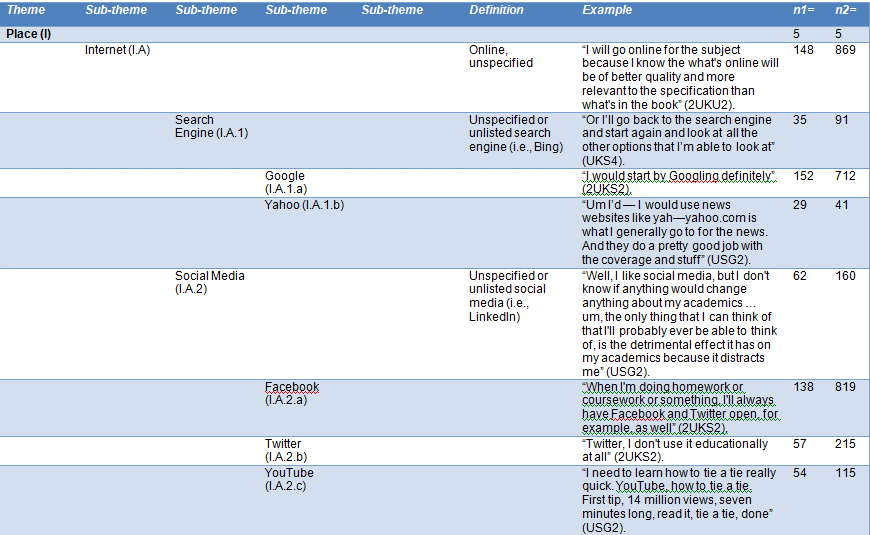 Theme Sub-theme Sub-theme Sub-theme Sub-theme Definition Example n1= n2=
Place (I) 5 5
Internet (I.A) Online, “I will go online for the subject 148 869
unspecified because I know the what's online will
be of better quality and more
relevant to the specification than
what's in the book” (2UKU2).
Search Unspecified or “Or I’ll go back to the search engine 35 91
Engine (I.A.1) unlisted search and start again and look at all the
engine (i.e., Bing) other options that I’m able to look at”
(UKS4).
Google “I would start by Googling definitely” 152 712
(I.A.1.a) (2UKS2).
Yahoo (I.A.1.b) “Um I’d — I would use news 29 41
websites like yah—yahoo.com is
what I generally go to for the news.
And they do a pretty good job with
the coverage and stuff” (USG2).
Social Media Unspecified or “Well, I like social media, but I don't 62 160
(I.A.2) unlisted social know if anything would change
media (i.e., anything about my academics …
LinkedIn) um, the only thing that I can think of
that I'll probably ever be able to think
of, is the detrimental effect it has on
my academics because it distracts
me” (USG2).
Facebook “When I'm doing homework or 138 819
(I.A.2.a) coursework or something, I'll always
have Facebook and Twitter open, for
example, as well” (2UKS2).
Twitter “Twitter, I don't use it educationally 57 215
(I.A.2.b) at all” (2UKS2).
YouTube “I need to learn how to tie a tie really 54 115
(I.A.2.c) quick. YouTube, how to tie a tie.
First tip, 14 million views, seven
minutes long, read it, tie a tie, done”
(USG2).